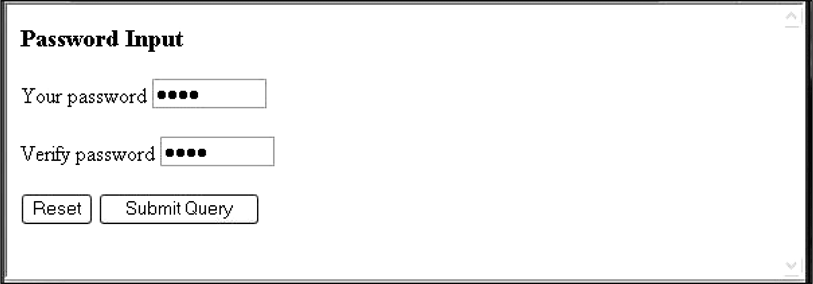 Password Input
Your password ••••
Verify password ••••
Reset Submit Query